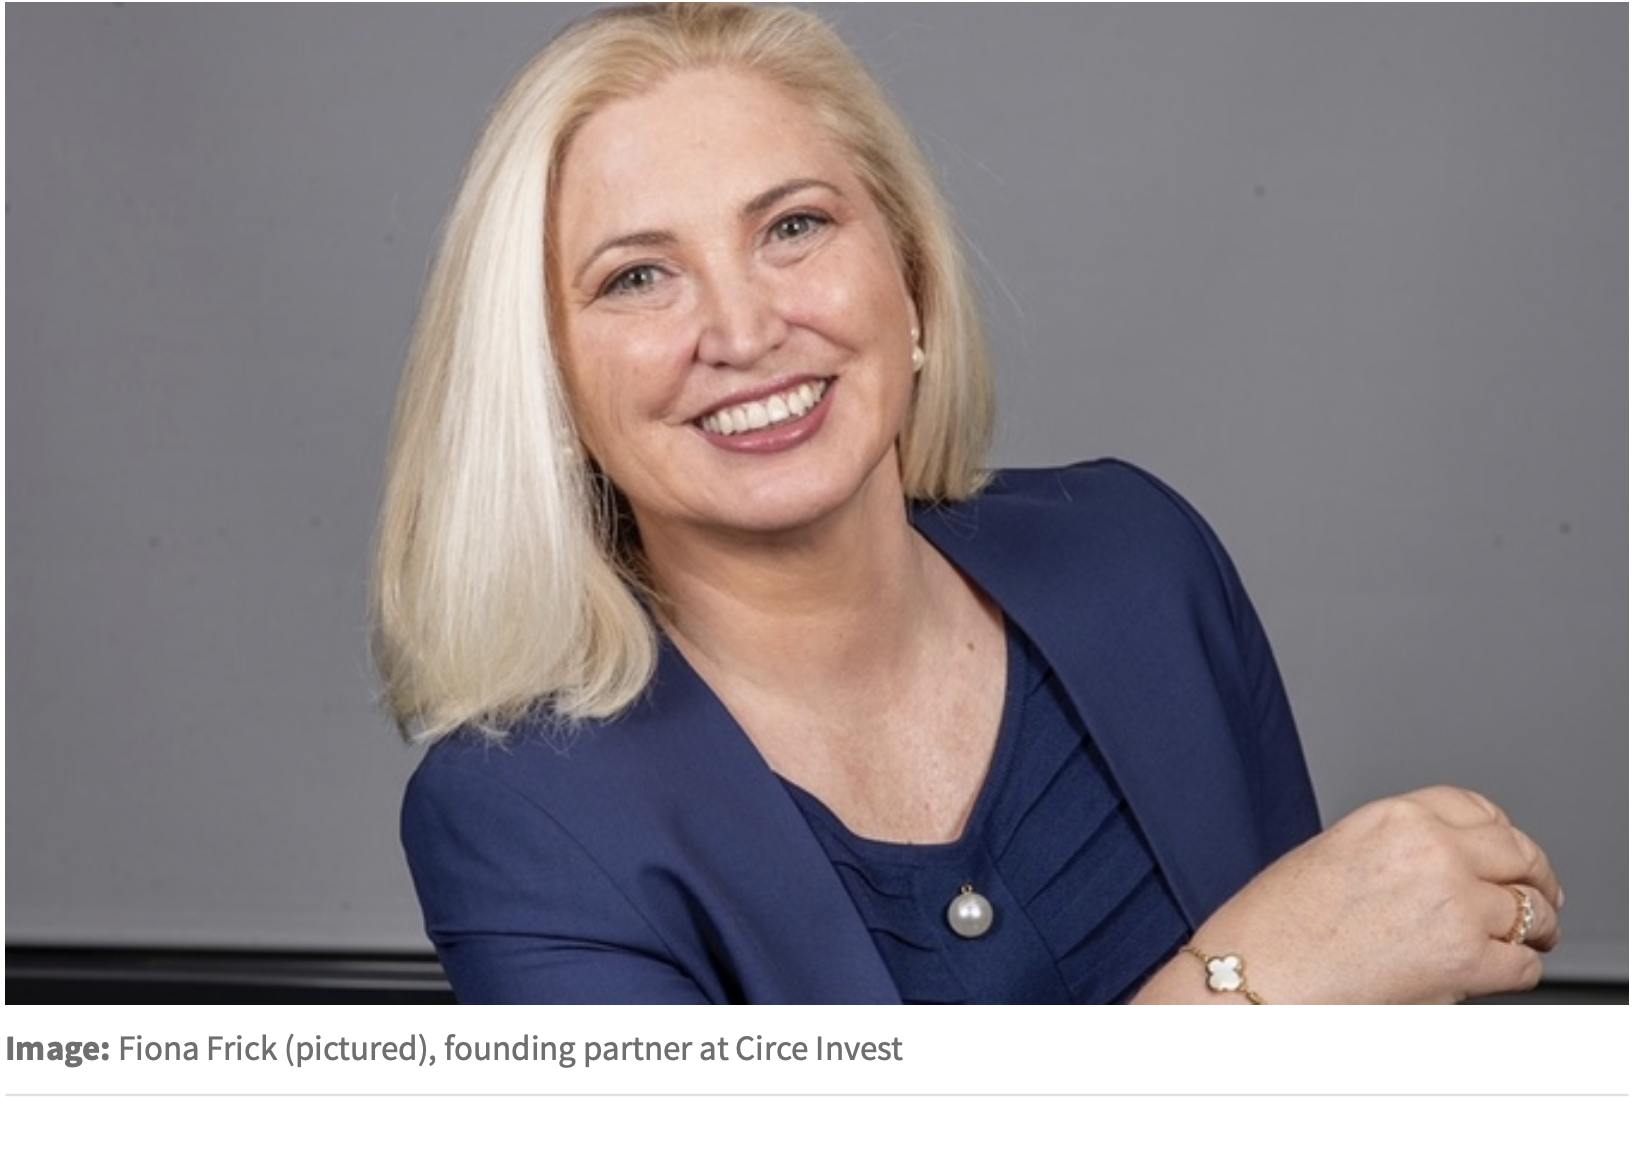 Image: Fiona Frick (pictured), founding partner at Circe Invest